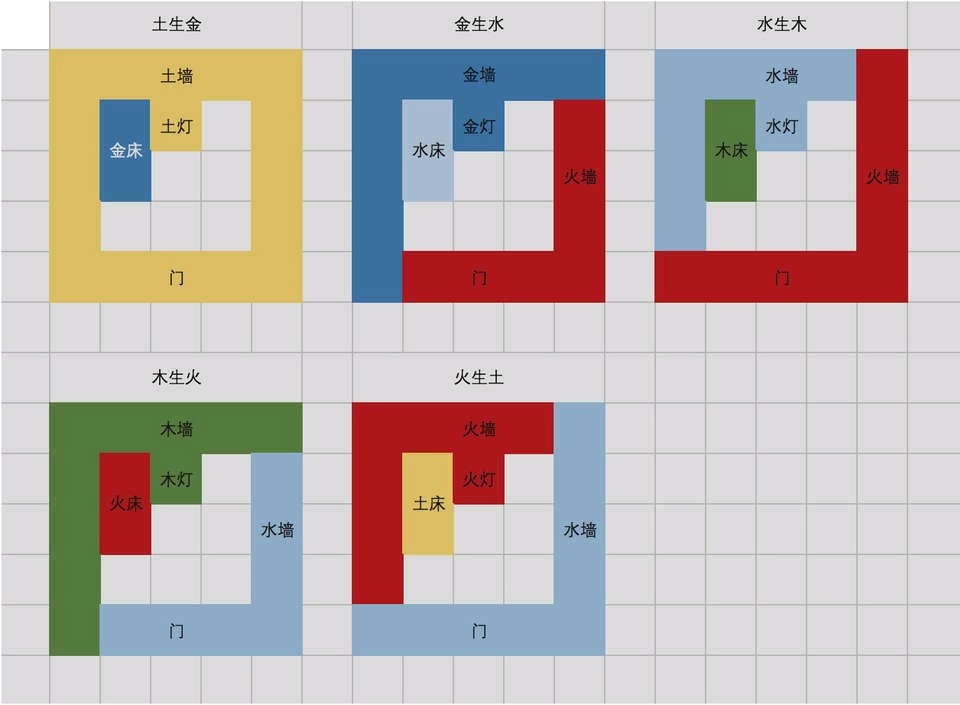 土生金
金生水
水生木
土墙
土灯
金床
门
金墙
金灯
水床
火墙
门
水墙
水灯
木床
火墙
门
木生火
火生土
木墙
木灯
火床
水墙
门
火墙
火灯
土床
水墙
门